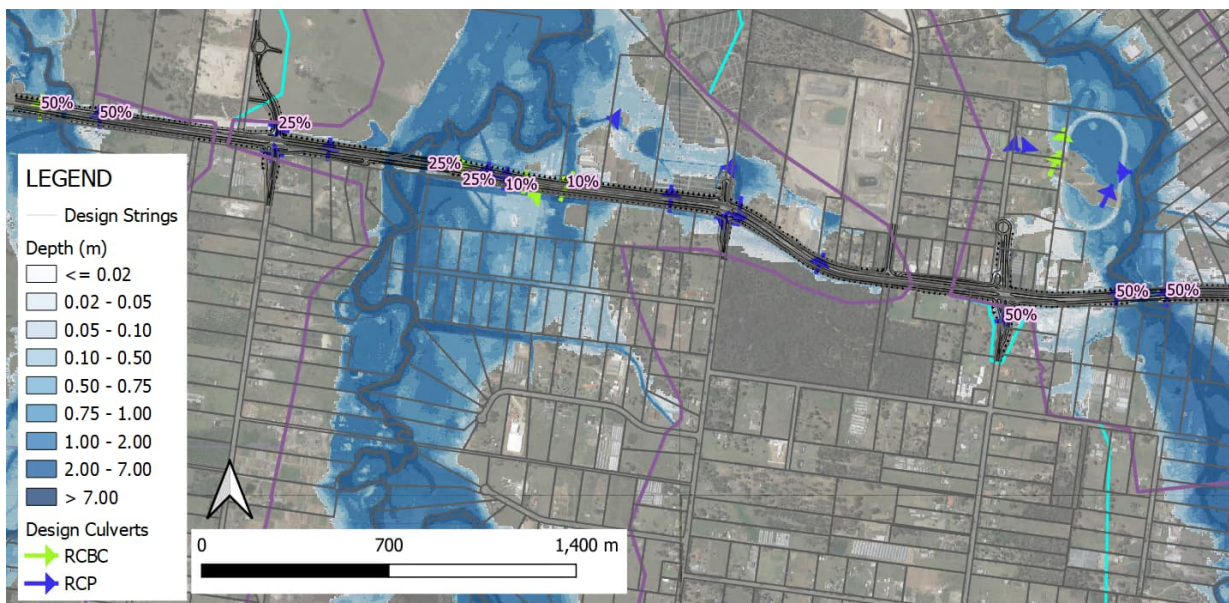 50%
50%
25%
25%
25%
10%
10%
50%
50%
50%
LEGEND
Design Strings
Depth (m)
<= 0.02
0.02 - 0.05
0.05 - 0.10
0.10 - 0.50
0.50 - 0.75
0.75 - 1.00
1.00 - 2.00
2.00 - 7.00
> 7.00
Design Culverts
RCBC
RCP
0 700 1,400 m